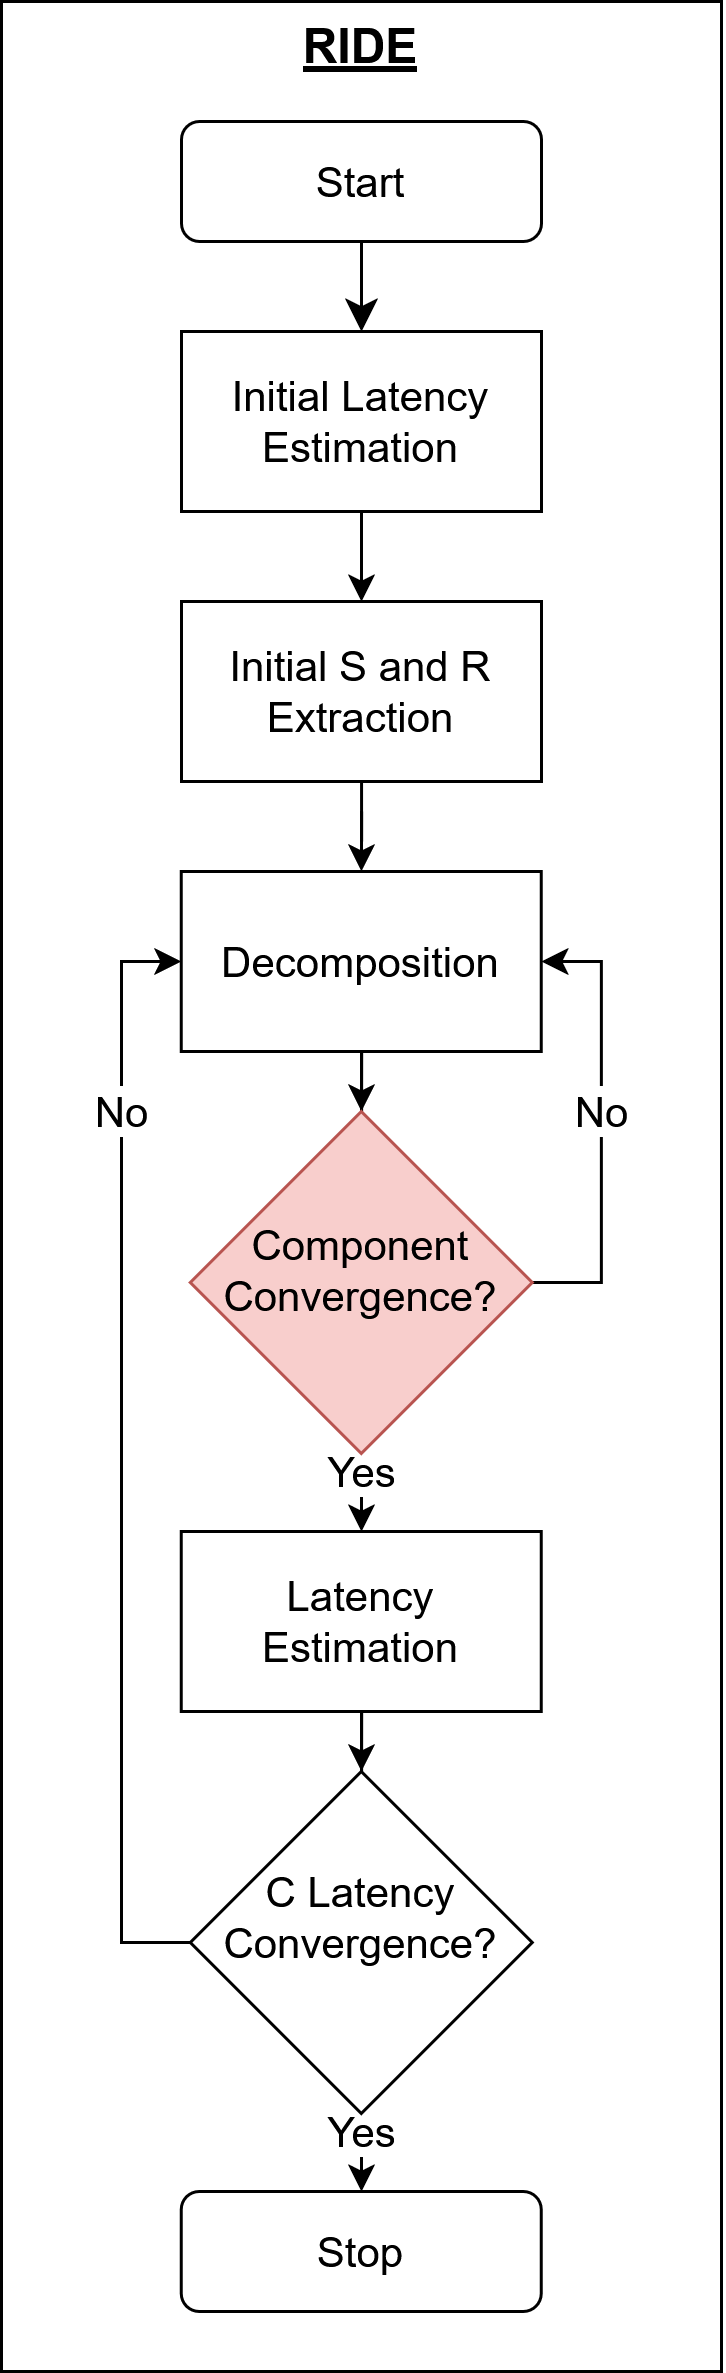 RIDE
Start
Initial Latency
Estimation
Initial S and R
Extraction
Decomposition
No
No
Component
Convergence?
Yes
Latency
Estimation
C Latency
Convergence?
Yes
Stop